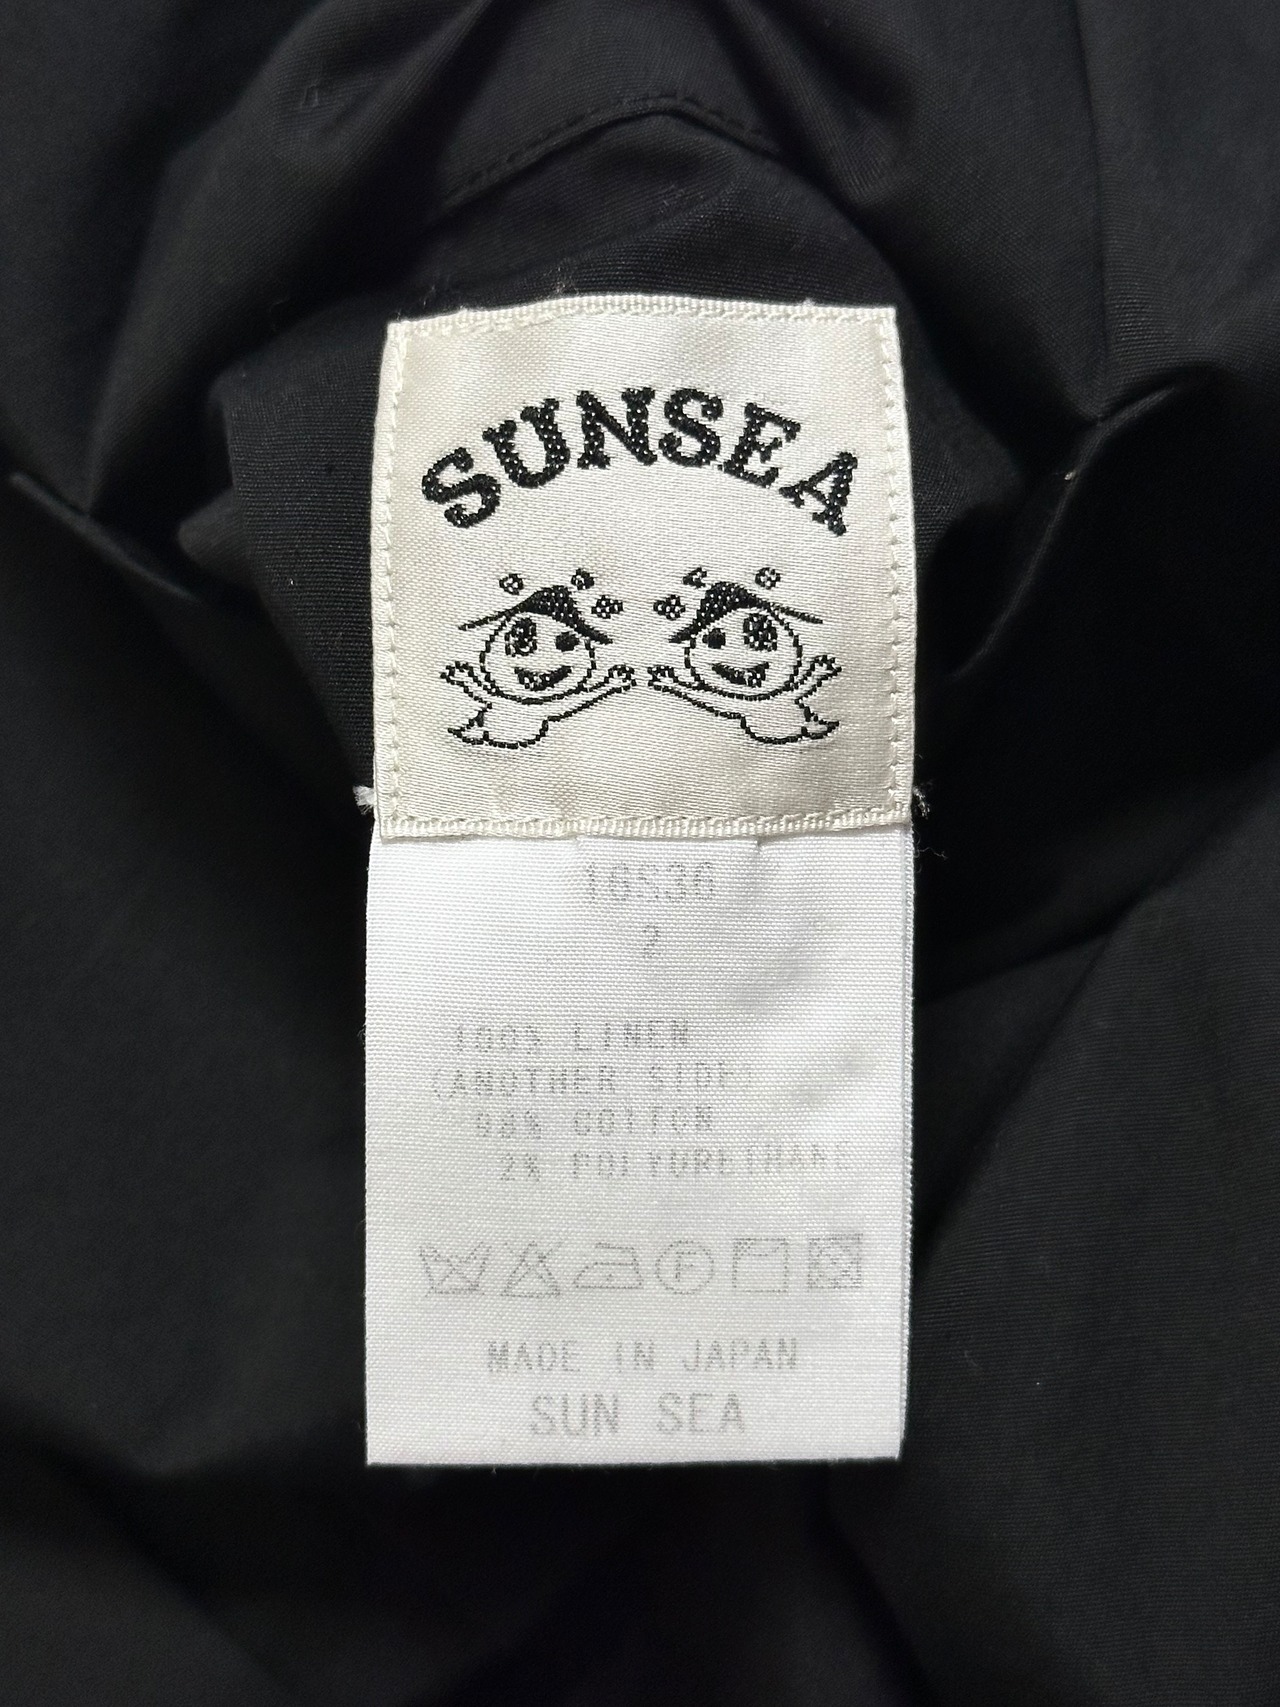 SUNSEA
16S36
2
100% LINEN
(ANOTHER SIDE)
98% COTTON
2% POLYURETHANE
F
MADE IN JAPAN
SUN SEA